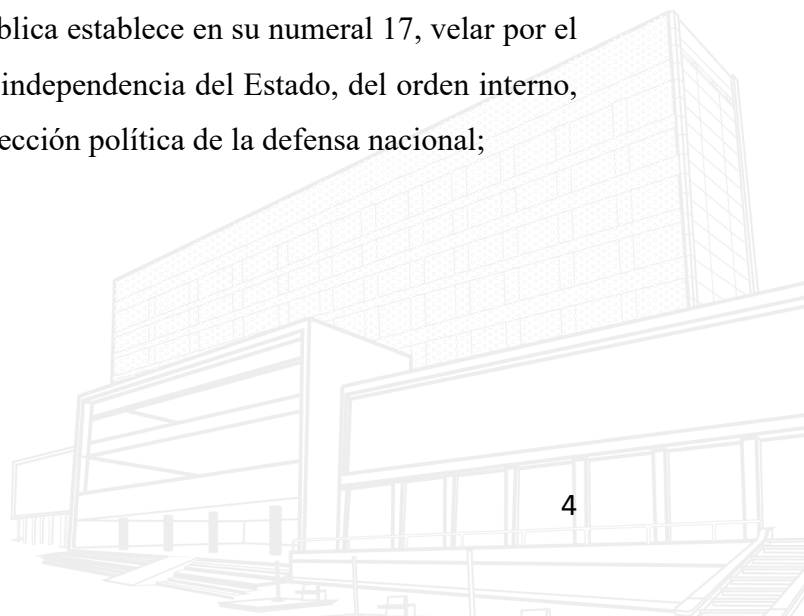 blica establece en su numeral 17, velar por el
independencia del Estado, del orden interno,
ección política de la defensa nacional;
4